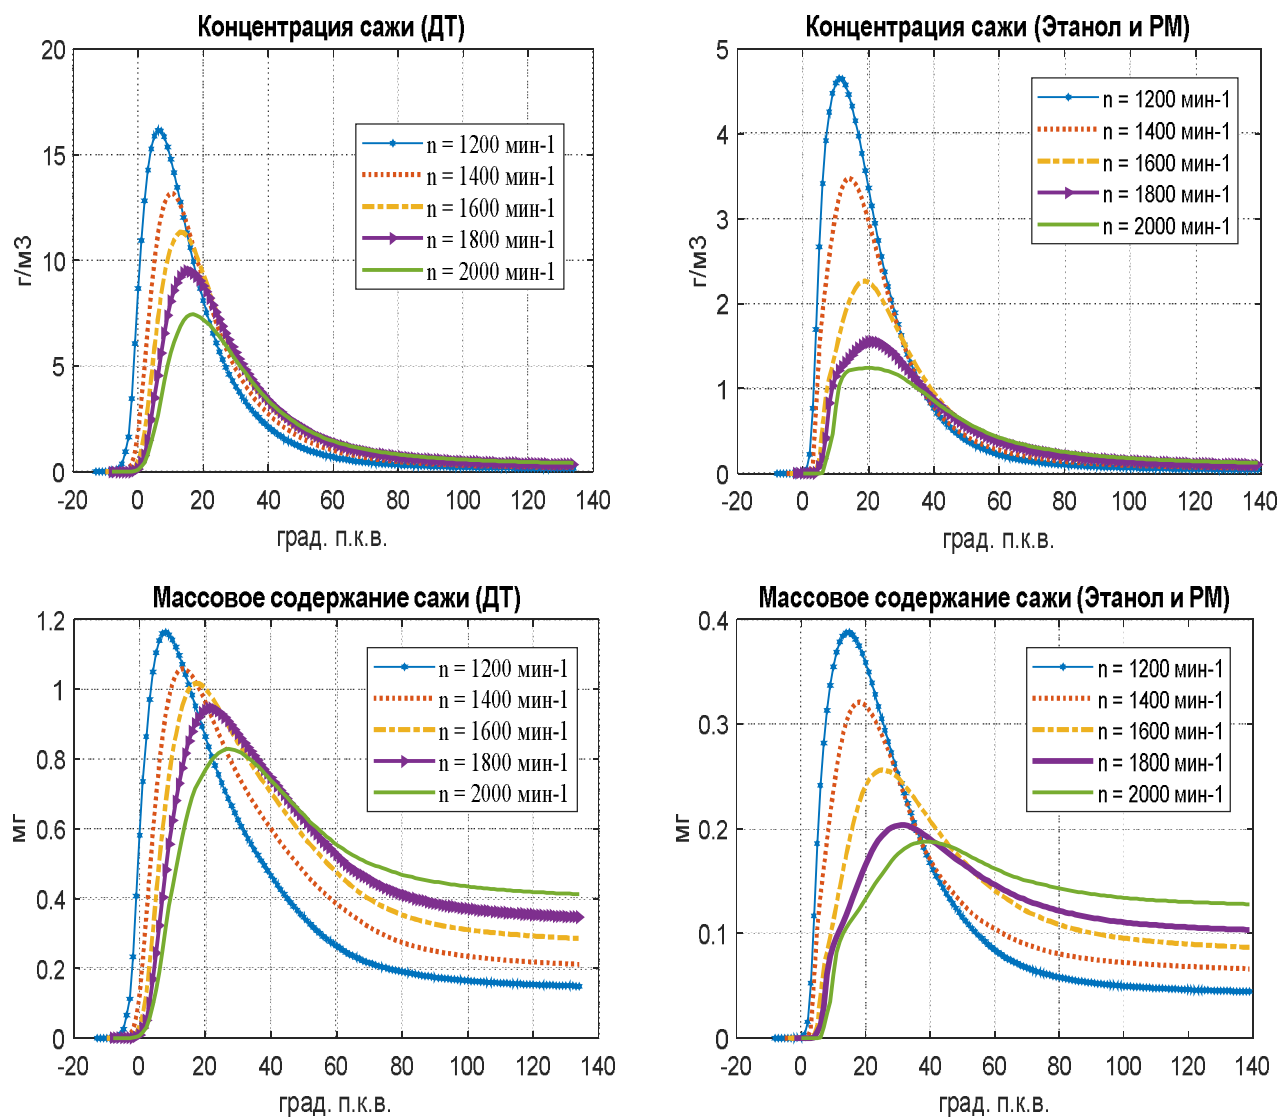 Концентрация сажи (ДТ)
20
15
10
5
0
г/м3
n = 1200 мин-1
n = 1400 мин-1
n = 1600 мин-1
n = 1800 мин-1
n = 2000 мин-1
-20 0 20 40 60 80 100 120 140
град. п.к.в.
Концентрация сажи (Этанол и РМ)
5
4
3
2
1
0
г/м3
n = 1200 мин-1
n = 1400 мин-1
n = 1600 мин-1
n = 1800 мин-1
n = 2000 мин-1
-20 0 20 40 60 80 100 120 140
град. п.к.в.
Массовое содержание сажи (ДТ)
1.2
1
0.8
0.6
0.4
0.2
0
мг
n = 1200 мин-1
n = 1400 мин-1
n = 1600 мин-1
n = 1800 мин-1
n = 2000 мин-1
-20 0 20 40 60 80 100 120 140
град. п.к.в.
Массовое содержание сажи (Этанол и РМ)
0.4
0.3
0.2
0.1
0
мг
n = 1200 мин-1
n = 1400 мин-1
n = 1600 мин-1
n = 1800 мин-1
n = 2000 мин-1
-20 0 20 40 60 80 100 120 140
град. п.к.в.